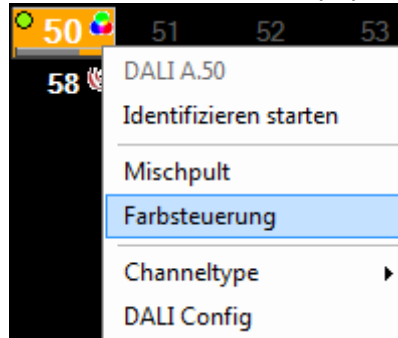 50 51 52 53
58
DALI A.50
Identifizieren starten
Mischpult
Farbsteuerung
Channeltype
DALI Config